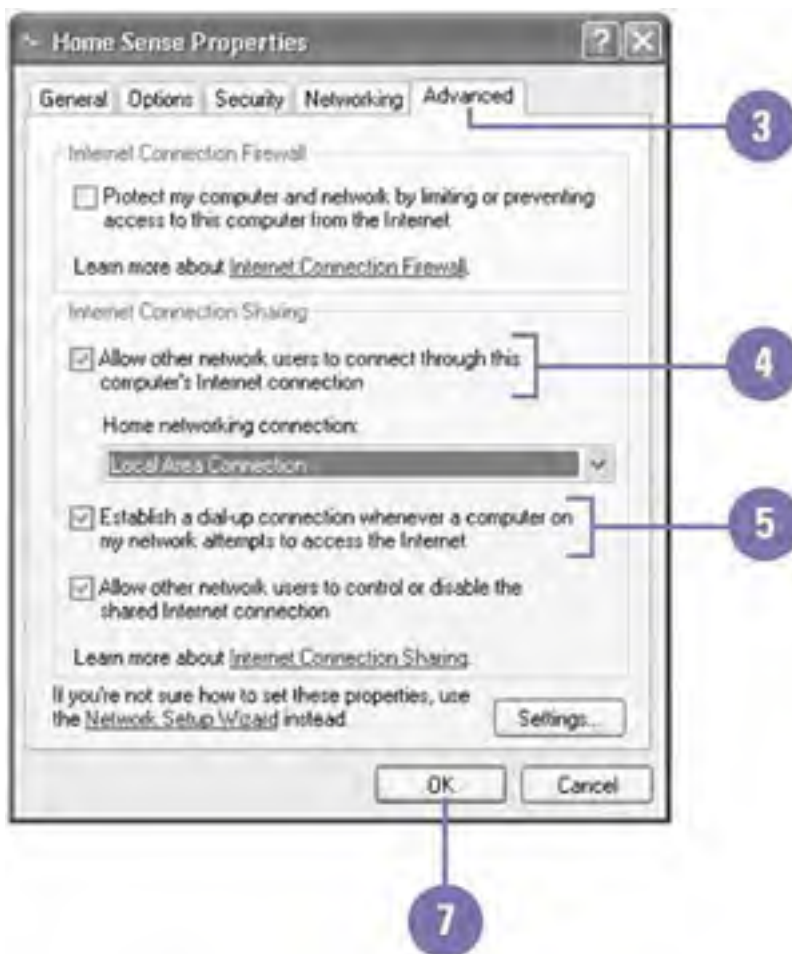 Home Sense Properties
General Options Security Networking Advanced
3
Internet Connection Firewall
Protect my computer and network by limiting or preventing
access to this computer from the Internet
Learn more about Internet Connection Firewall.
Internet Connection Sharing
Allow other network users to connect through this
computer's Internet connection
4
Home networking connection:
Local Area Connection
Establish a dial-up connection whenever a computer on
my network attempts to access the Internet
5
Allow other network users to control or disable the
shared Internet connection
Learn more about Internet Connection Sharing.
If you're not sure how to set these properties, use
the Network Setup Wizard instead.
Settings...
OK Cancel
7